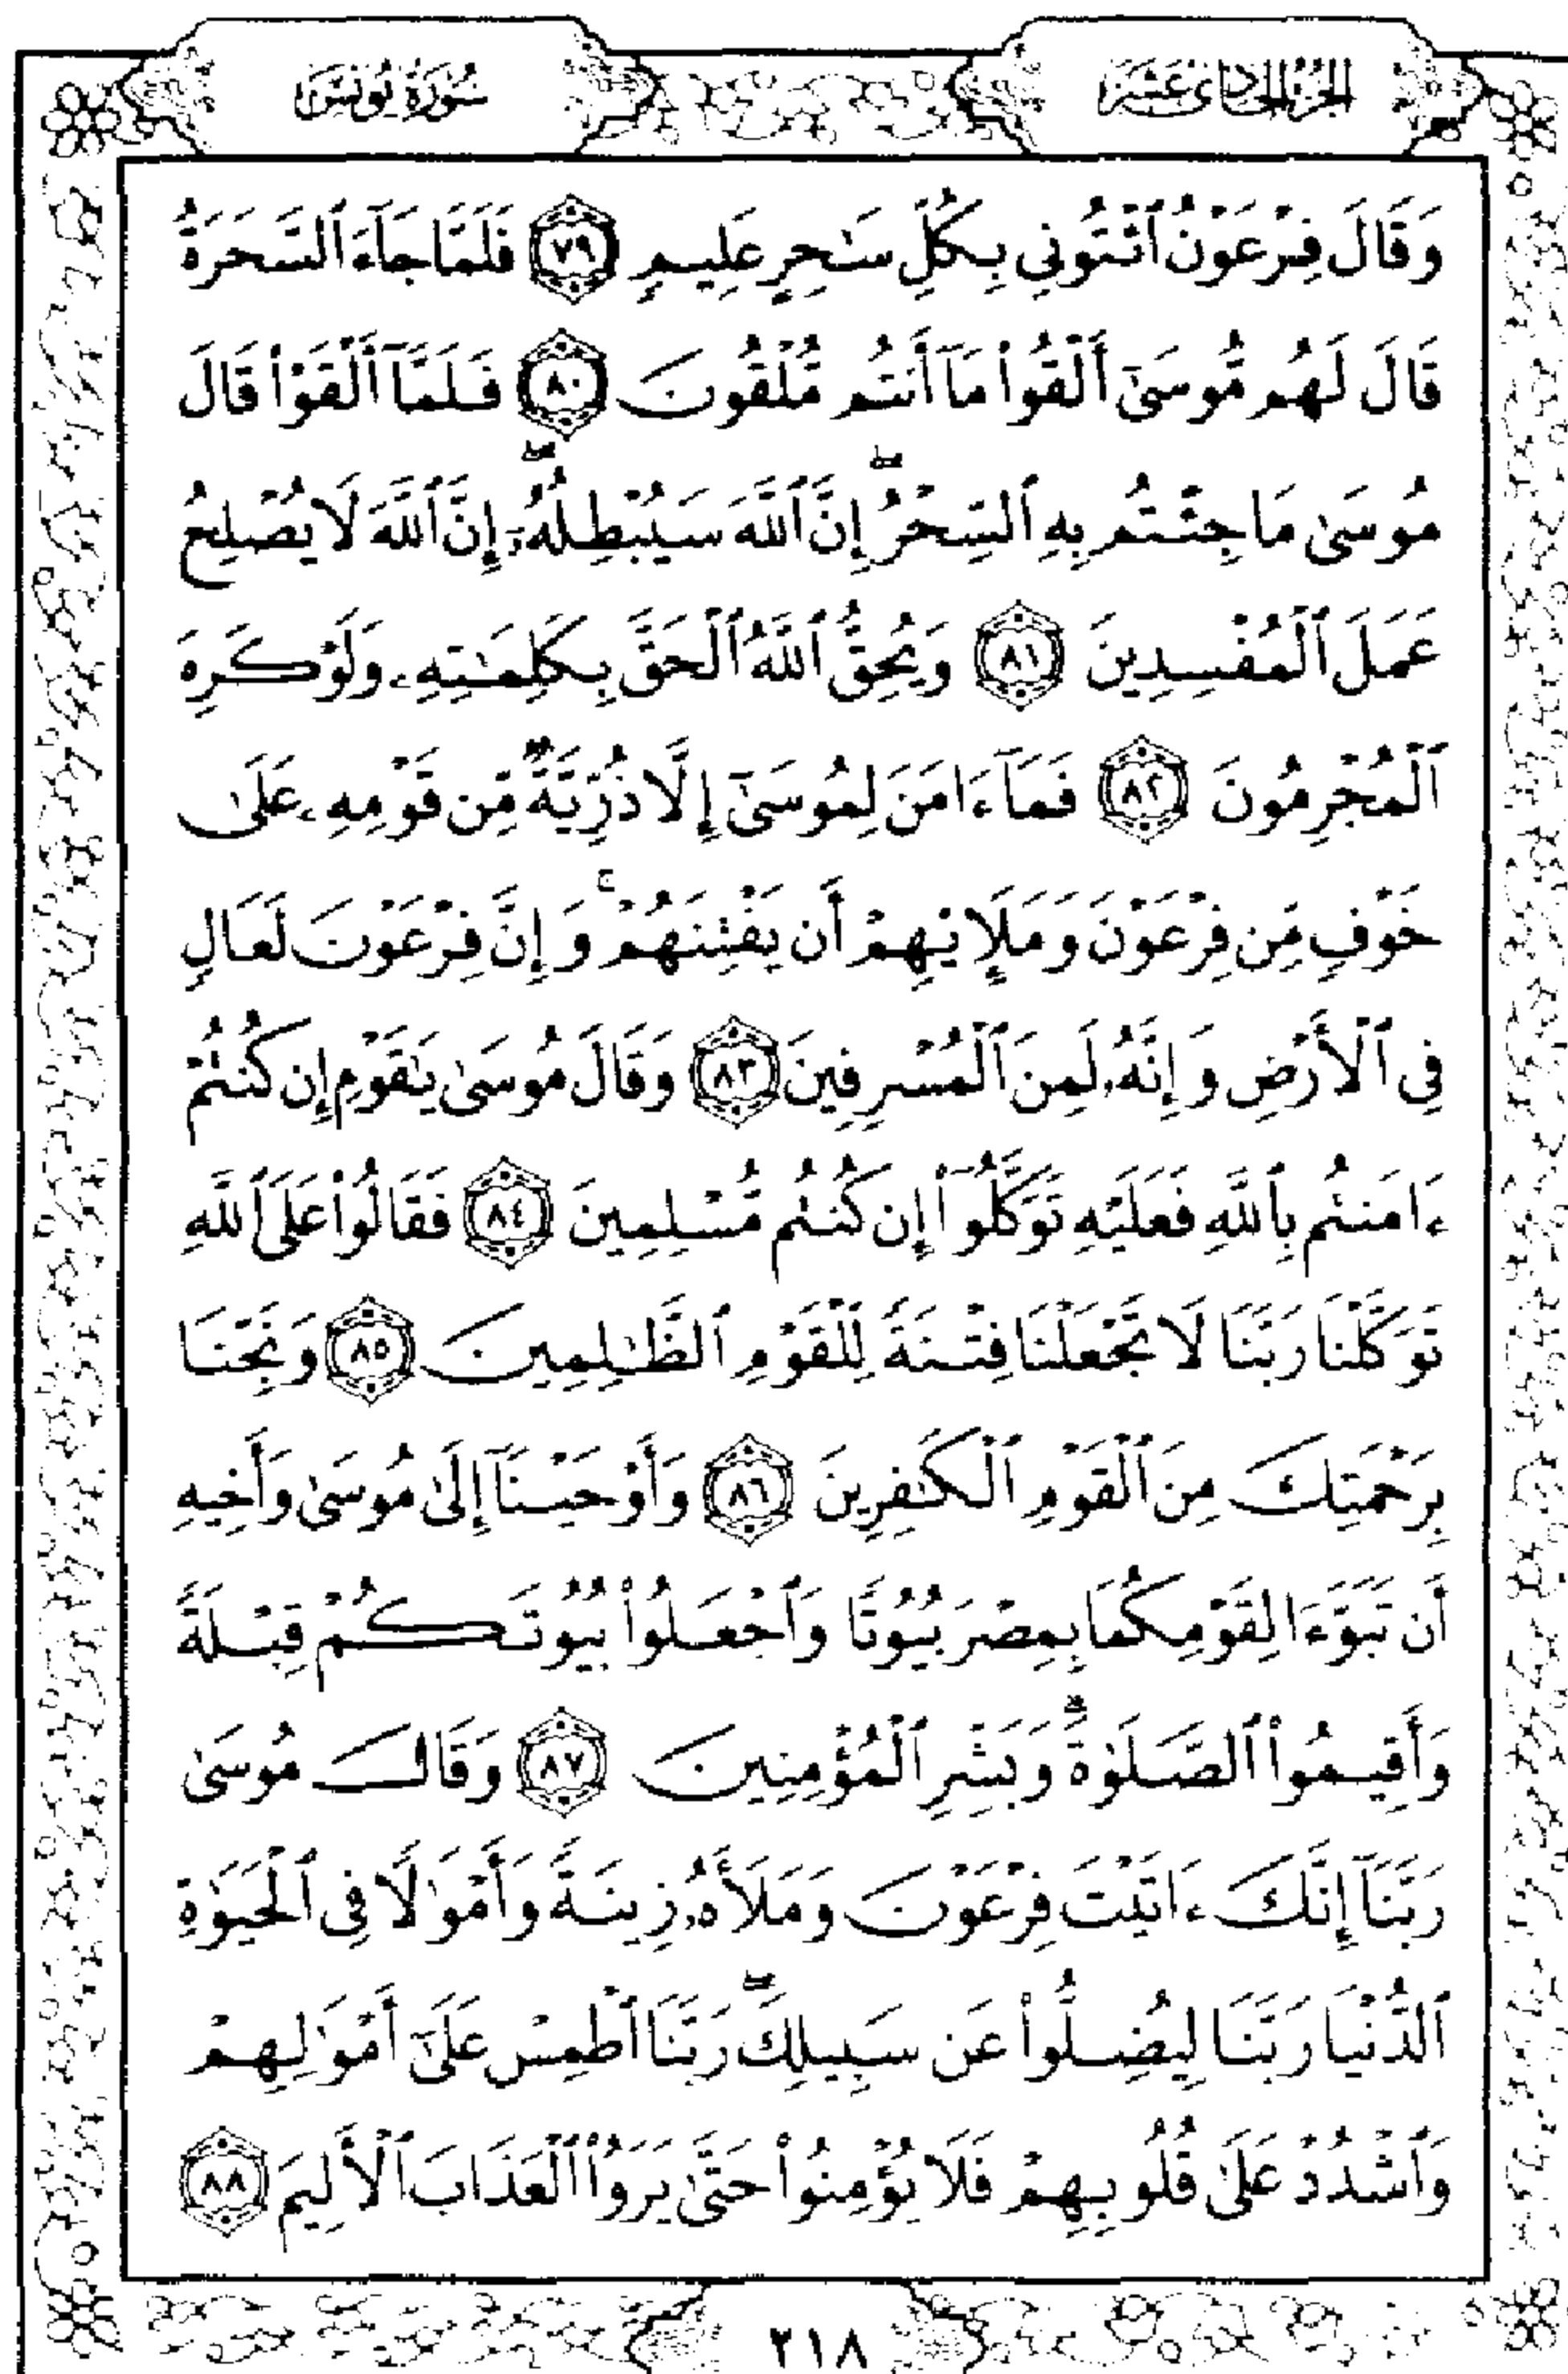 الجزء الحادي عشر
سورة يونس
وَقَالَ فِرْعَوْنُ ٱئْتُونِي بِكُلِّ سَٰحِرٍ عَلِيمٍ ٧٩ فَلَمَّا جَآءَ ٱلسَّحَرَةُ
قَالَ لَهُم مُّوسَىٰٓ أَلْقُوا۟ مَآ أَنتُم مُّلْقُونَ ٨٠ فَلَمَّآ أَلْقَوْا۟ قَالَ
مُوسَىٰ مَا جِئْتُم بِهِ ٱلسِّحْرُ ۖ إِنَّ ٱللَّهَ سَيُبْطِلُهُۥٓ ۖ إِنَّ ٱللَّهَ لَا يُصْلِحُ
عَمَلَ ٱلْمُفْسِدِينَ ٨١ وَيُحِقُّ ٱللَّهُ ٱلْحَقَّ بِكَلِمَٰتِهِۦ وَلَوْ كَرِهَ
ٱلْمُجْرِمُونَ ٨٢ فَمَآ ءَامَنَ لِمُوسَىٰٓ إِلَّا ذُرِّيَّةٌ مِّن قَوْمِهِۦ عَلَىٰ
خَوْفٍ مِّن فِرْعَوْنَ وَمَلَإِي۟هِمْ أَن يَفْتِنَهُمْ ۚ وَإِنَّ فِرْعَوْنَ لَعَالٍ
فِى ٱلْأَرْضِ وَإِنَّهُۥ لَمِنَ ٱلْمُسْرِفِينَ ٨٣ وَقَالَ مُوسَىٰ يَٰقَوْمِ إِن كُنتُمْ
ءَامَنتُم بِٱللَّهِ فَعَلَيْهِ تَوَكَّلُوٓا۟ إِن كُنتُم مُّسْلِمِينَ ٨٤ فَقَالُوا۟ عَلَى ٱللَّهِ
تَوَكَّلْنَا رَبَّنَا لَا تَجْعَلْنَا فِتْنَةً لِّلْقَوْمِ ٱلظَّٰلِمِينَ ٨٥ وَنَجِّنَا
بِرَحْمَتِكَ مِنَ ٱلْقَوْمِ ٱلْكَٰفِرِينَ ٨٦ وَأَوْحَيْنَآ إِلَىٰ مُوسَىٰ وَأَخِيهِ
أَن تَبَوَّءَا لِقَوْمِكُمَا بِمِصْرَ بُيُوتًا وَٱجْعَلُوا۟ بُيُوتَكُمْ قِبْلَةً
وَأَقِيمُوا۟ ٱلصَّلَوٰةَ ۗ وَبَشِّرِ ٱلْمُؤْمِنِينَ ٨٧ وَقَالَ مُوسَىٰ
رَبَّنَآ إِنَّكَ ءَاتَيْتَ فِرْعَوْنَ وَمَلَأَهُۥ زِينَةً وَأَمْوَٰلًا فِى ٱلْحَيَوٰةِ
ٱلدُّنْيَا رَبَّنَا لِيُضِلُّوا۟ عَن سَبِيلِكَ ۖ رَبَّنَا ٱطْمِسْ عَلَىٰٓ أَمْوَٰلِهِمْ
وَٱشْدُدْ عَلَىٰ قُلُوبِهِمْ فَلَا يُؤْمِنُوا۟ حَتَّىٰ يَرَوُا۟ ٱلْعَذَابَ ٱلْأَلِيمَ ٨٨
٢١٨